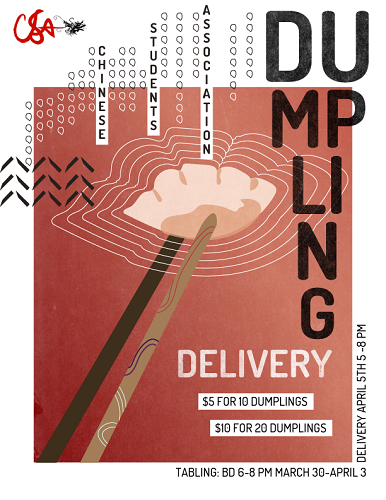 CSA
CHINESE
STUDENTS
ASSOCIATION
DU
MP
LI
N
G
DELIVERY
$5 FOR 10 DUMPLINGS
$10 FOR 20 DUMPLINGS
DELIVERY APRIL 5TH 5 -8 PM
TABLING: BD 6-8 PM MARCH 30-APRIL 3